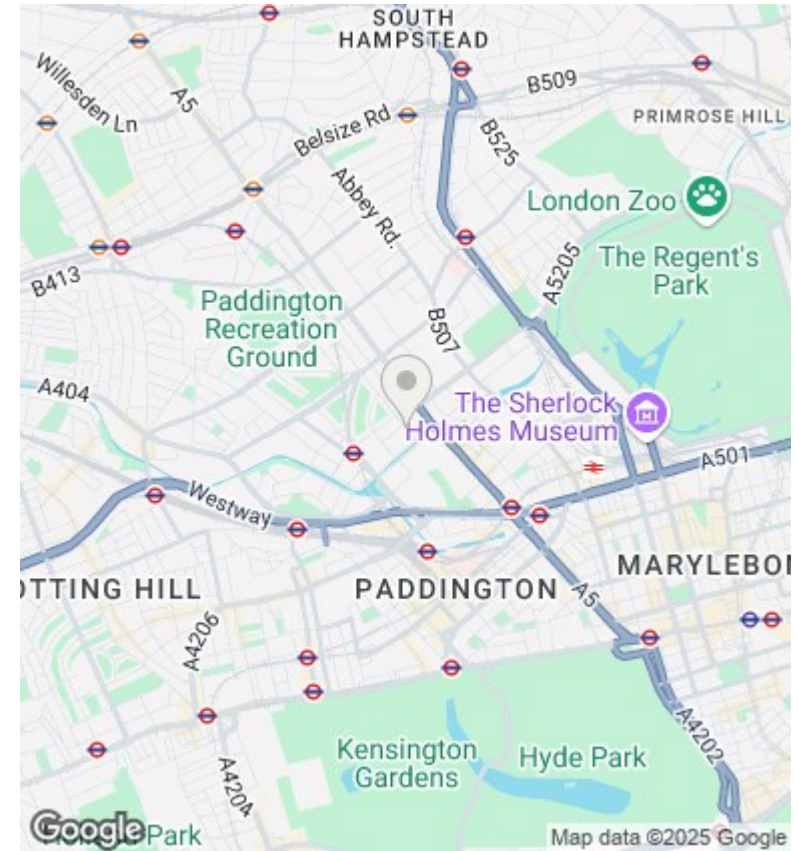 SOUTH
HAMPSTEAD
Willesden Ln
A5
B509
PRIMROSE HILL
Belsize Rd
B525
Abbey Rd.
London Zoo
A5205
The Regent's
Park
B413
Paddington
Recreation
Ground
B507
A404
The Sherlock
Holmes Museum
A501
Westway
OTTING HILL
PADDINGTON
MARYLEBON
A5
A4206
A4202
Kensington
Gardens
Hyde Park
A4204
Google
Park
Map data ©2025 Google